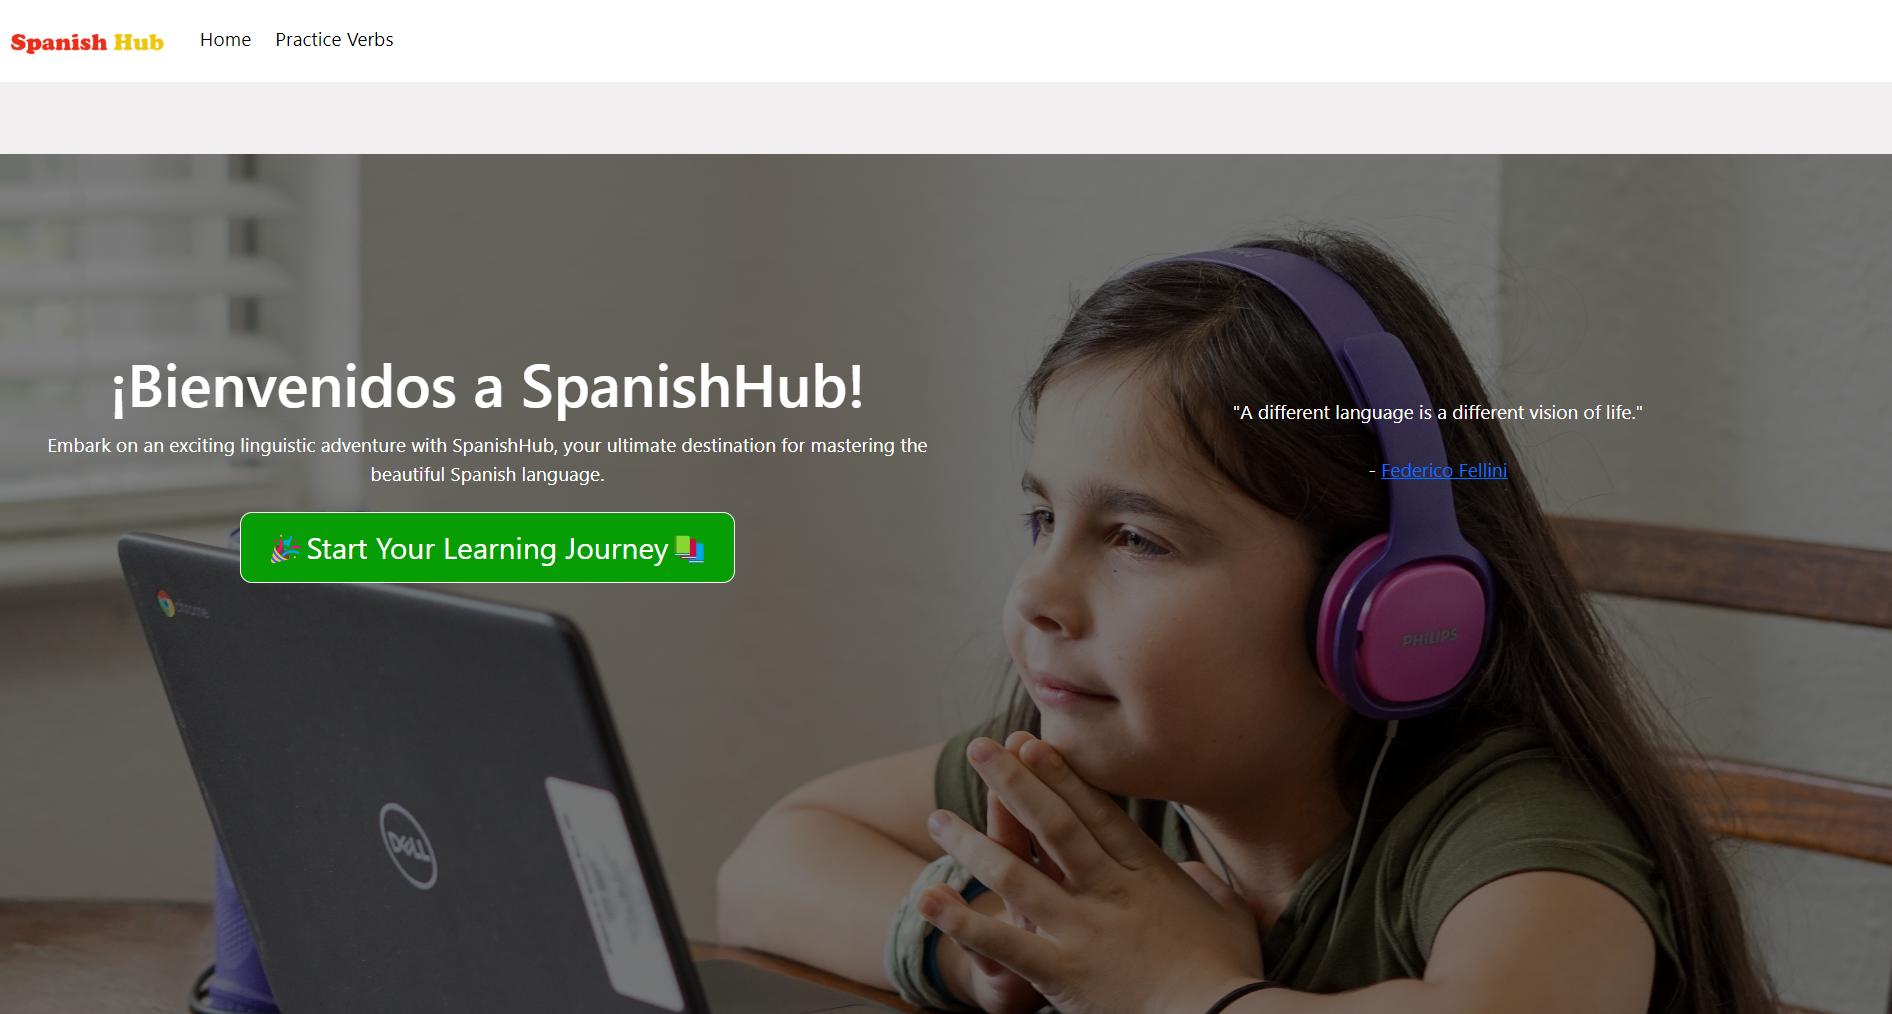 Spanish Hub Home Practice Verbs
¡Bienvenidos a SpanishHub!
Embark on an exciting linguistic adventure with SpanishHub, your ultimate destination for mastering the
beautiful Spanish language.
🎉 Start Your Learning Journey 📚
"A different language is a different vision of life."
- Federico Fellini
chrome
DELL
PHILIPS